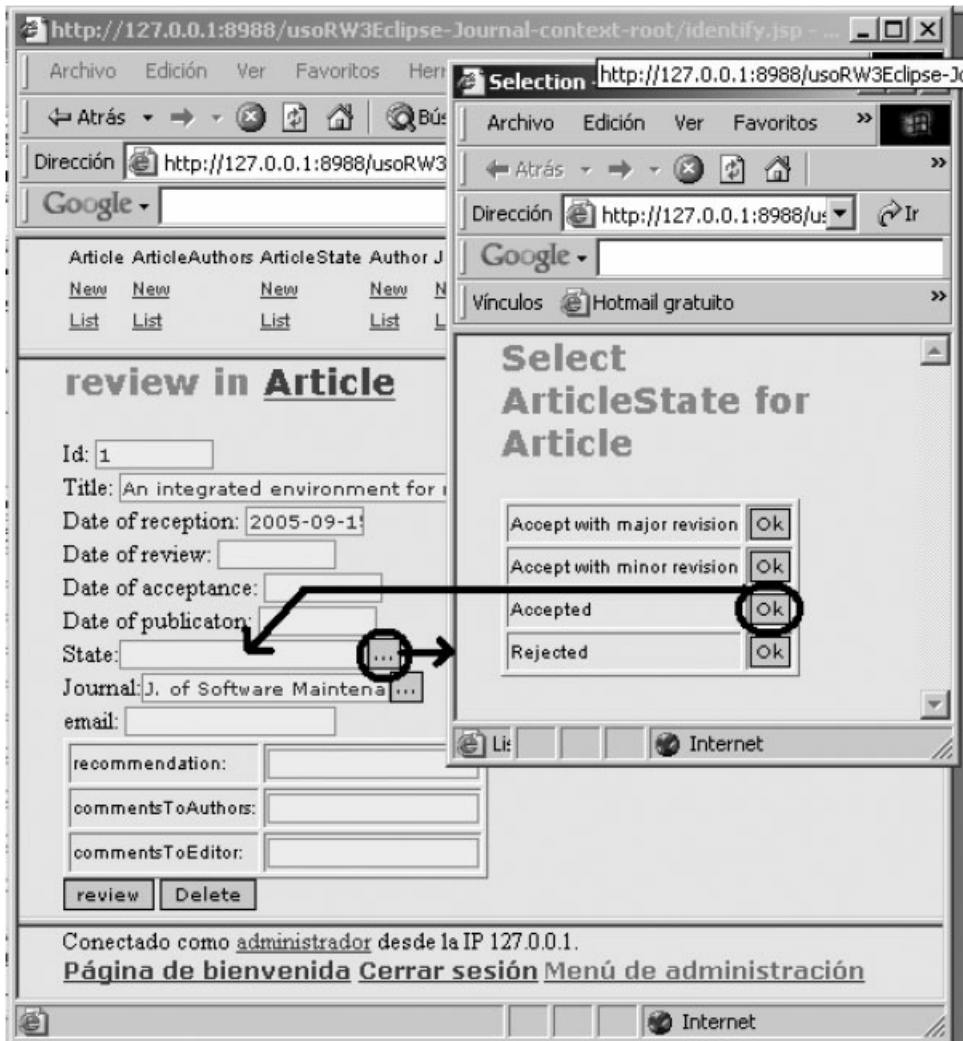 http://127.0.0.1:8988/usoRW3Eclipse-Journal-context-root/identify.jsp - ...
Archivo Edición Ver Favoritos Herr
Atrás Bús
Dirección http://127.0.0.1:8988/usoRW3
Google
Article ArticleAuthors ArticleState Author J
New New New New N
List List List List L
review in Article
Id: 1
Title: An integrated environment for
Date of reception: 2005-09-15
Date of review:
Date of acceptance:
Date of publicaton:
State: ...
Journal: J. of Software Maintena ...
email:
recommendation:
commentsToAuthors:
commentsToEditor:
review Delete
Conectado como administrador desde la IP 127.0.0.1.
Página de bienvenida Cerrar sesión Menú de administración
Internet
Selection -
http://127.0.0.1:8988/usoRW3Eclipse-Jo
Archivo Edición Ver Favoritos »
Atrás »
Dirección http://127.0.0.1:8988/us Ir
Google
Vínculos Hotmail gratuito »
Select
ArticleState for
Article
Accept with major revision Ok
Accept with minor revision Ok
Accepted Ok
Rejected Ok
Lis Internet